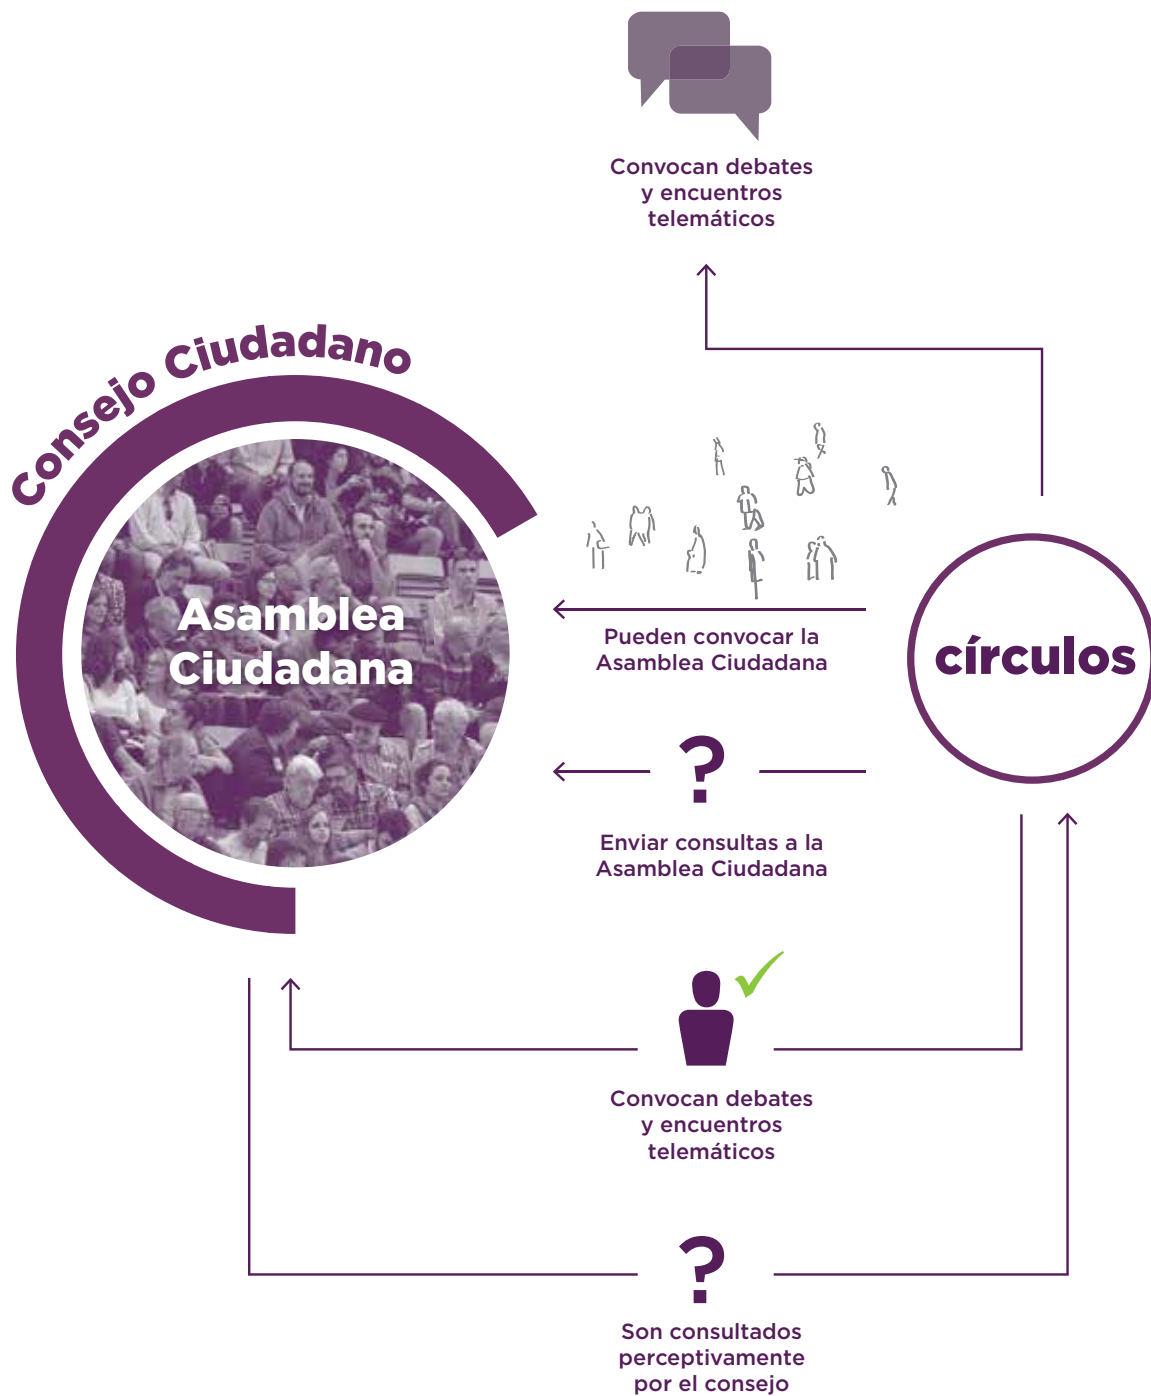 Convocan debates
y encuentros
telemáticos
Consejo Ciudadano
Asamblea
Ciudadana
Pueden convocar la
Asamblea Ciudadana
círculos
Enviar consultas a la
Asamblea Ciudadana
Convocan debates
y encuentros
telemáticos
Son consultados
perceptivamente
por el consejo